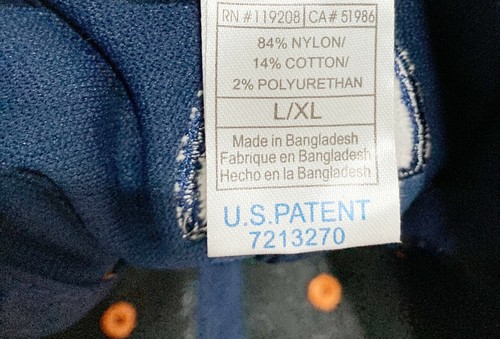 RN #119208 CA# 51986
84% NYLON/
14% COTTON/
2% POLYURETHAN
L/XL
Made in Bangladesh
Fabrique en Bangladesh
Hecho en la Bangladesh
U.S.PATENT
7213270